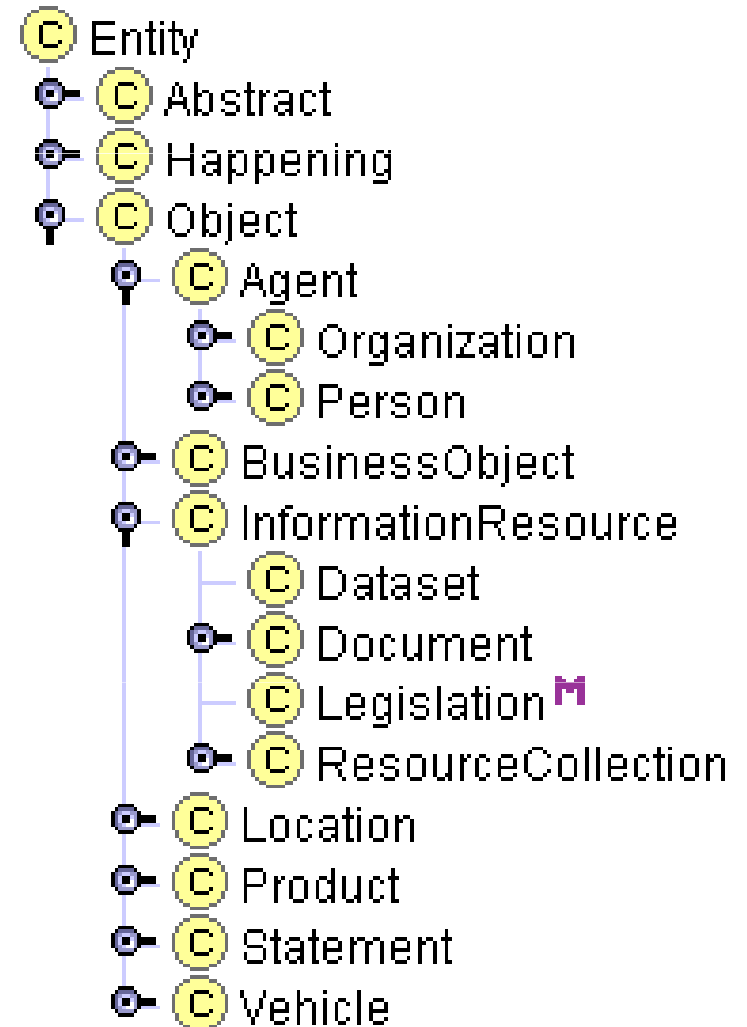 C Entity
C Abstract
C Happening
C Object
C Agent
C Organization
C Person
C BusinessObject
C InformationResource
C Dataset
C Document
C Legislation M
C ResourceCollection
C Location
C Product
C Statement
C Vehicle